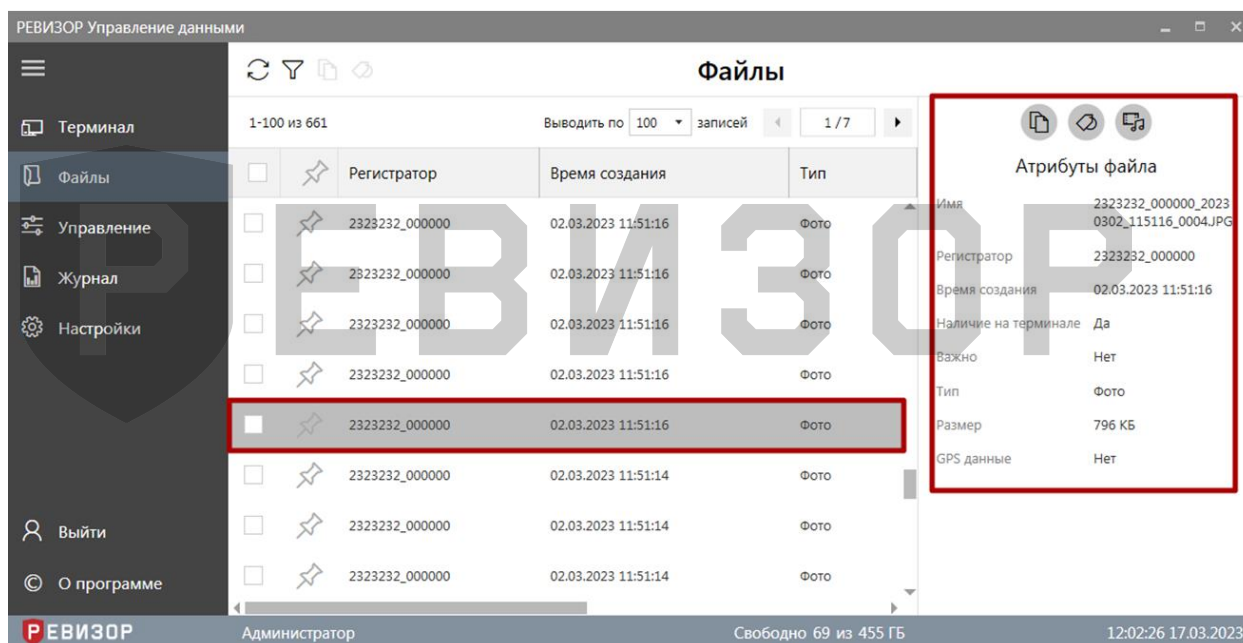 РЕВИЗОР Управление данными
Файлы
Терминал
Файлы
Управление
Журнал
Настройки
Выйти
О программе
1-100 из 661
Выводить по 100 записей
1 / 7
Регистратор Время создания Тип
2323232_000000 02.03.2023 11:51:16 Фото
2323232_000000 02.03.2023 11:51:16 Фото
2323232_000000 02.03.2023 11:51:16 Фото
2323232_000000 02.03.2023 11:51:16 Фото
2323232_000000 02.03.2023 11:51:16 Фото
2323232_000000 02.03.2023 11:51:14 Фото
2323232_000000 02.03.2023 11:51:14 Фото
2323232_000000 02.03.2023 11:51:14 Фото
Атрибуты файла
Имя 2323232_000000_2023
0302_115116_0004.JPG
Регистратор 2323232_000000
Время создания 02.03.2023 11:51:16
Наличие на терминале Да
Важно Нет
Тип Фото
Размер 796 КБ
GPS данные Нет
РЕВИЗОР
РЕВИЗОР Администратор Свободно 69 из 455 ГБ 12:02:26 17.03.2023